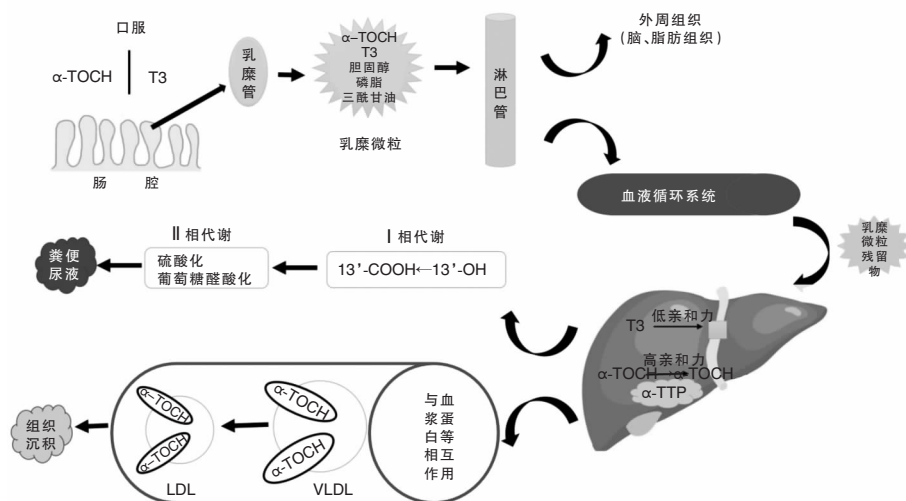 口服
α-TOCH
T3
肠 腔
乳
糜
管
α-TOCH
T3
胆固醇
磷脂
三酰甘油
乳糜微粒
淋
巴
管
外周组织
(脑、脂肪组织)
血液循环系统
乳糜
微粒
残留
物
T3
低亲和力
高亲和力
α-TOCH
α-TOCH
α-TTP
Ⅰ相代谢
13'-COOH←13'-OH
Ⅱ相代谢
硫酸化
葡萄糖醛酸化
粪便
尿液
与血
浆蛋
白等
相互
作用
α-TOCH
α-TOCH
VLDL
α-TOCH
α-TOCH
LDL
组织
沉积